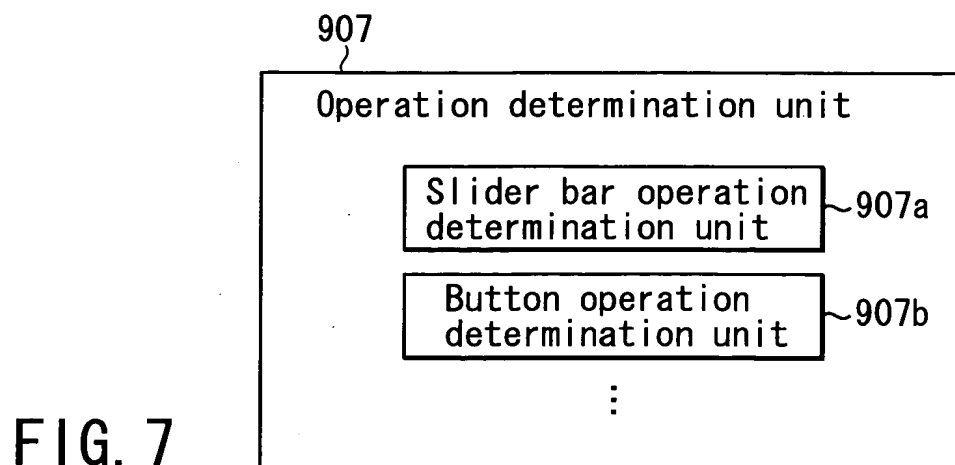 907
Operation determination unit
Slider bar operation
determination unit
907a
Button operation
determination unit
907b
⋮
FIG. 7